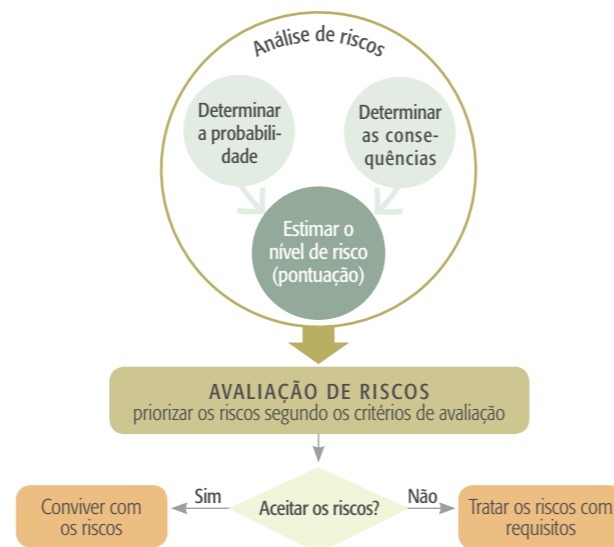 Análise de riscos
Determinar
a probabili-
dade
Determinar
as conse-
quências
Estimar o
nível de risco
(pontuação)
AVALIAÇÃO DE RISCOS
priorizar os riscos segundo os critérios de avaliação
Conviver com
os riscos
Sim
Aceitar os riscos?
Não
Tratar os riscos com
requisitos